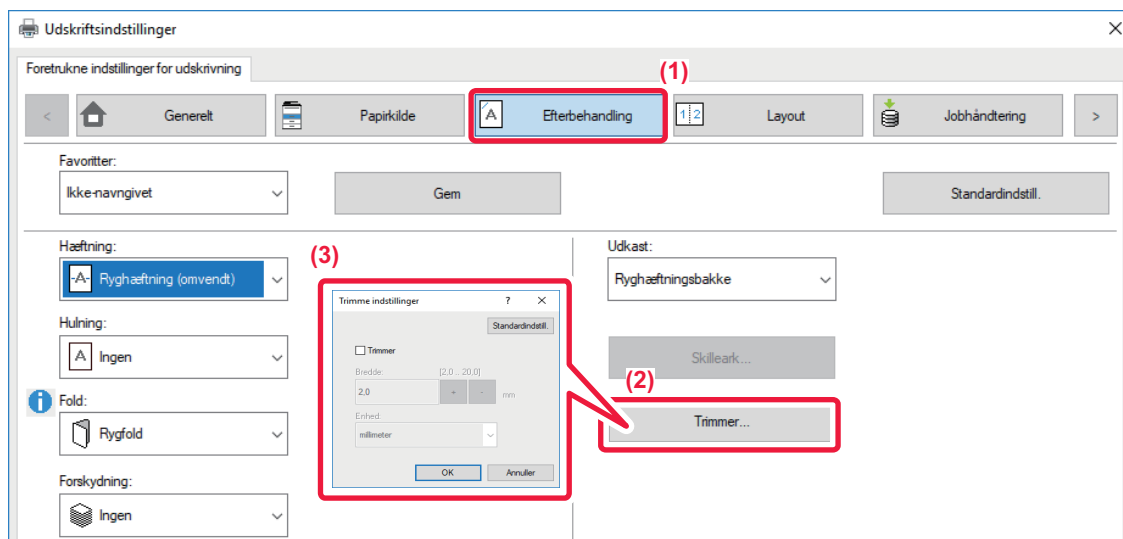 Udskriftsindstillinger
Foretrukne indstillinger for udskrivning
(1)
< Generelt Papirkilde A Efterbehandling 1 2 Layout Jobhåndtering >
Favoritter:
Ikke-navngivet Gem Standardindstill.
Hæftning:
-A- Ryghæftning (omvendt)
Hulning:
A Ingen
Fold:
Rygfold
Forskydning:
Ingen
(3)
Trimme indstillinger ? ×
Standardindstill.
Trimmer
Bredde: [2,0 .. 20,0]
2,0 + - mm
Enhed:
millimeter
OK Annuller
Udkast:
Ryghæftningsbakke
Skilleark...
(2)
Trimmer...